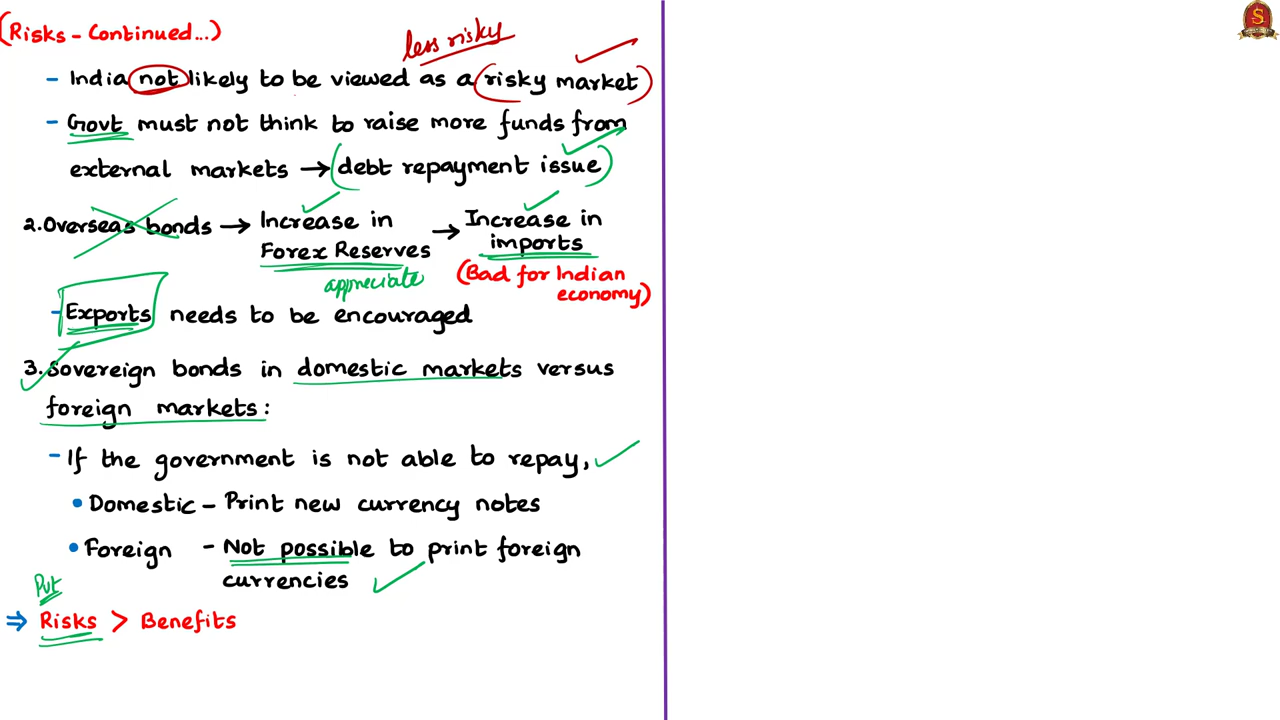 (Risks - Continued...)
less risky
- India not likely to be viewed as a (risky market)
- Govt must not think to raise more funds from
external markets → (debt repayment issue)
2. Overseas bonds → Increase in Forex Reserves → Increase in imports
appreciate
(Bad for Indian economy)
- Exports needs to be encouraged
3. Sovereign bonds in domestic markets versus
foreign markets:
- If the government is not able to repay,
• Domestic - Print new currency notes
• Foreign - Not possible to print foreign
currencies
Put
⇒ Risks > Benefits
S